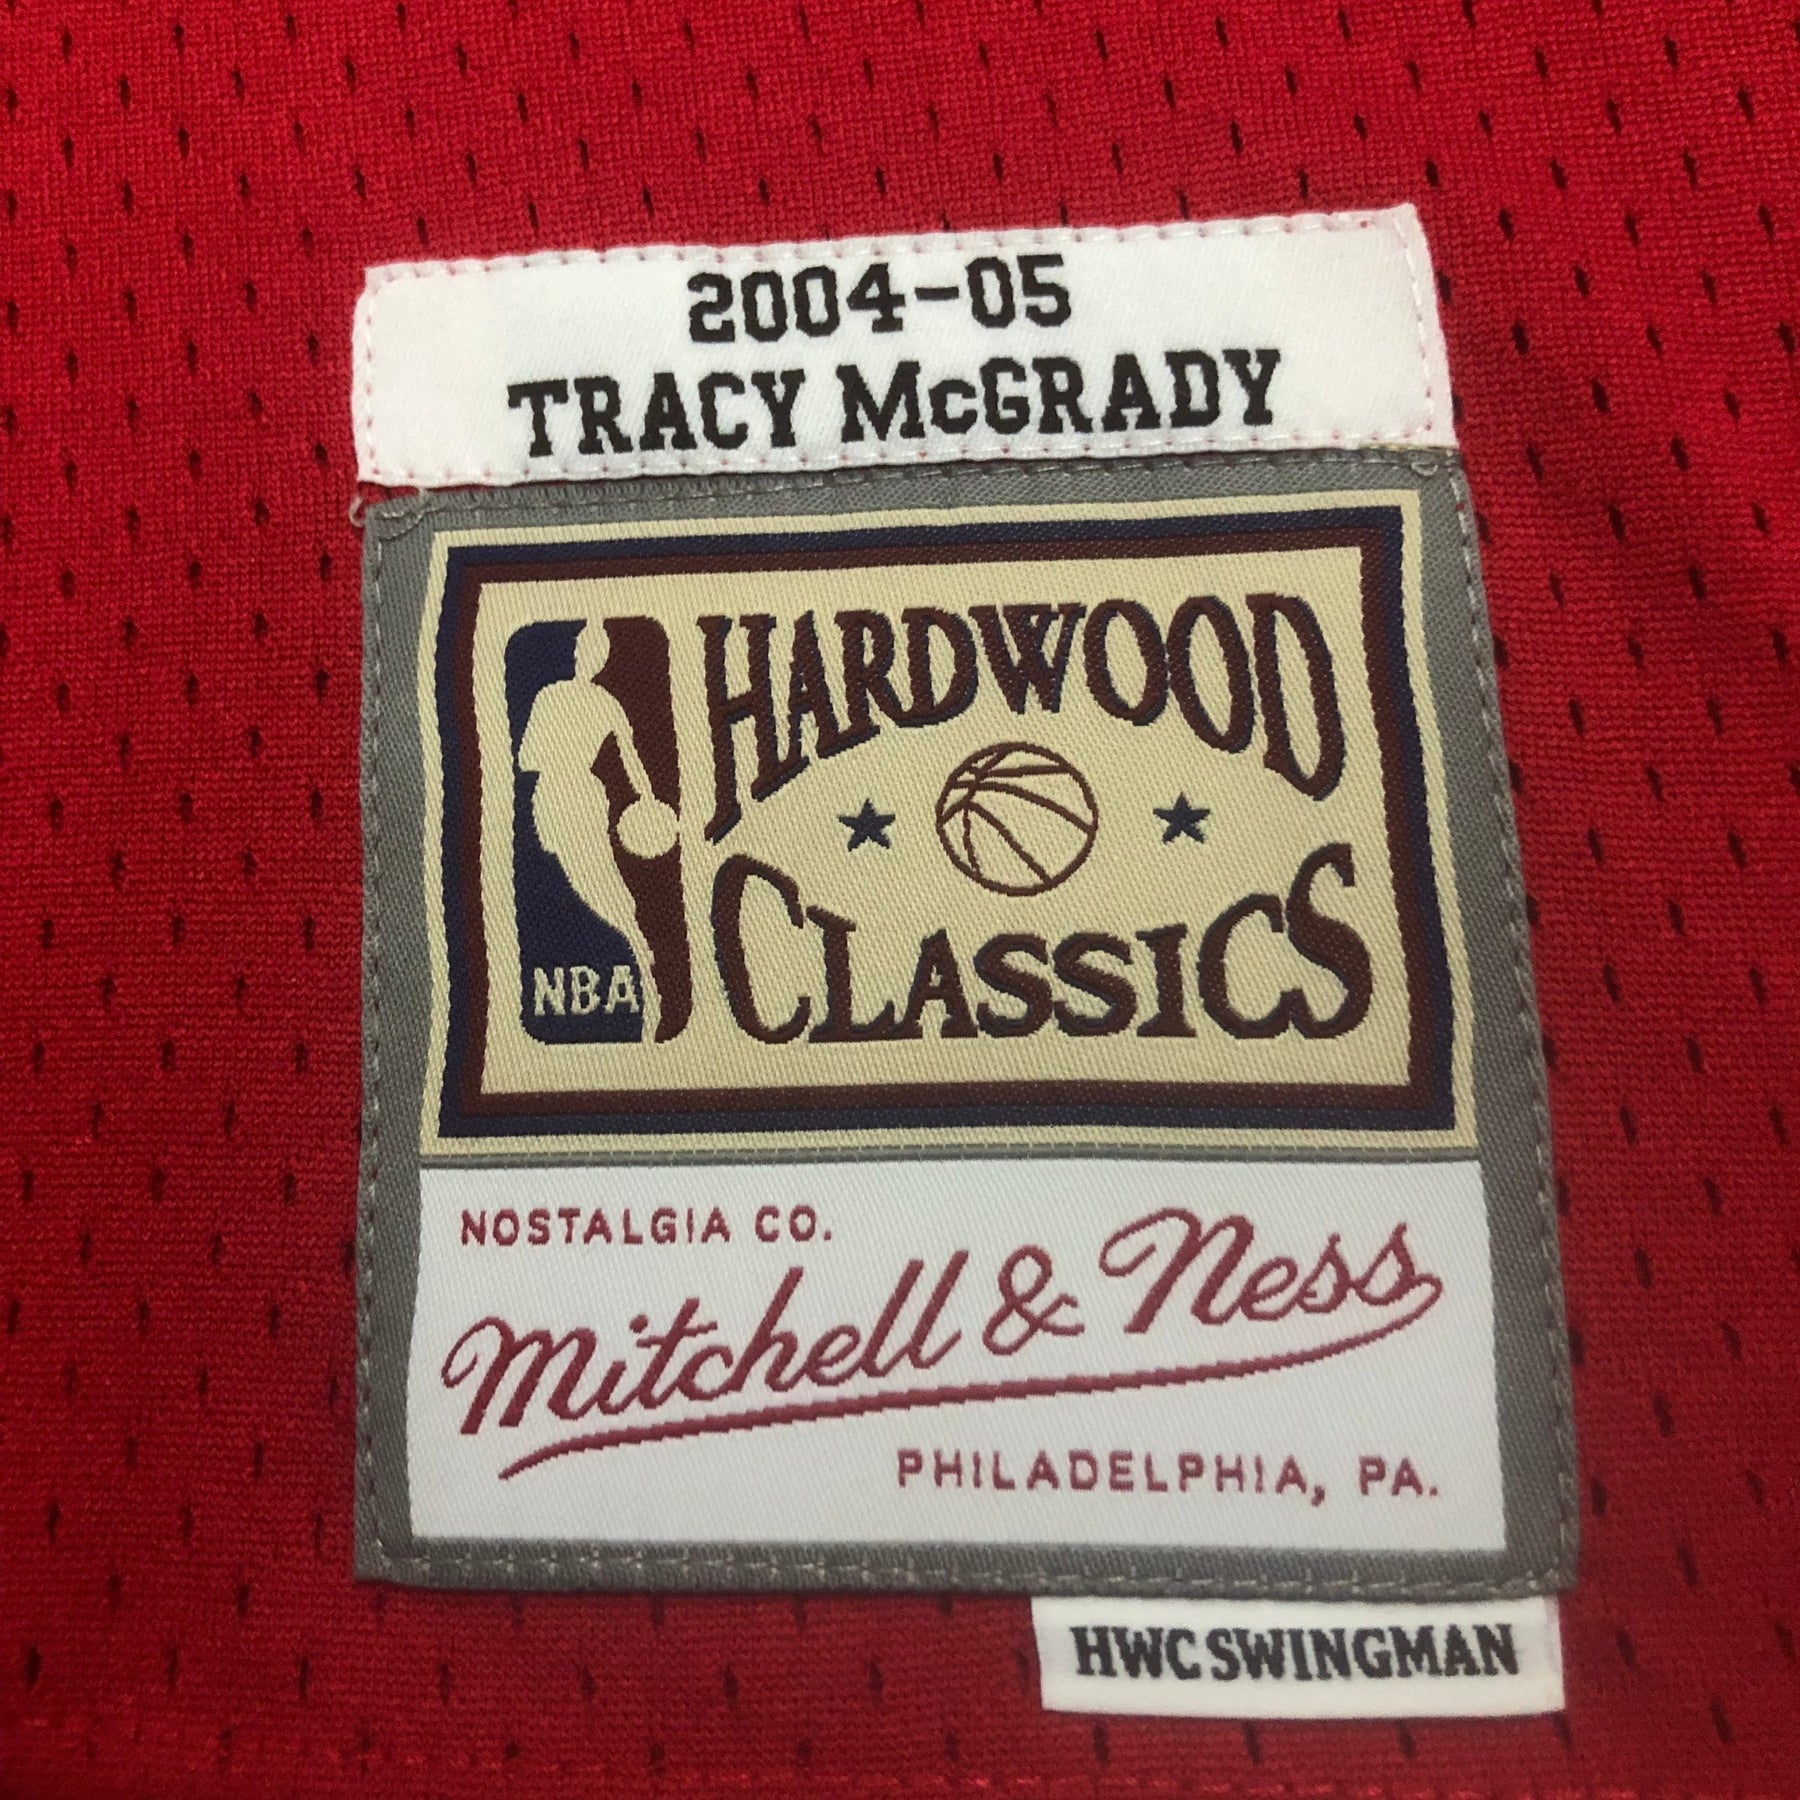 2004-05
TRACY McGRADY
HARDWOOD
CLASSICS
NBA
NOSTALGIA CO.
Mitchell & Ness
PHILADELPHIA, PA.
HWC SWINGMAN